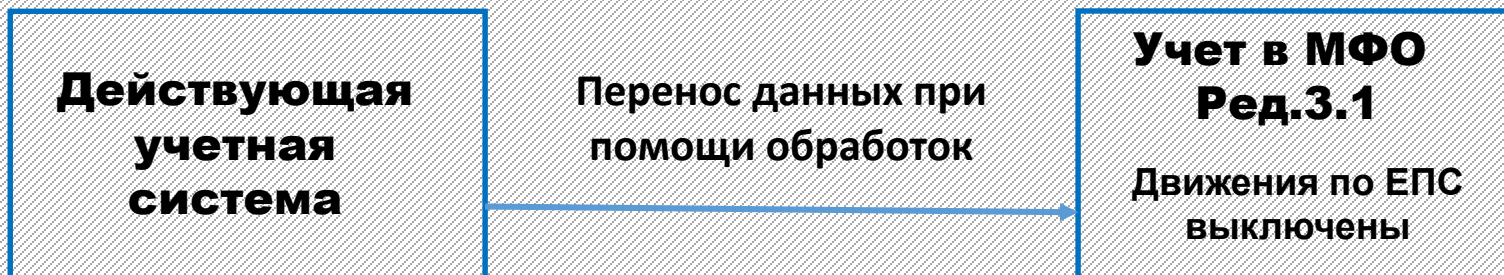 Действующая
учетная
система
Перенос данных при
помощи обработок
Учет в МФО
Ред.3.1
Движения по ЕПС
выключены